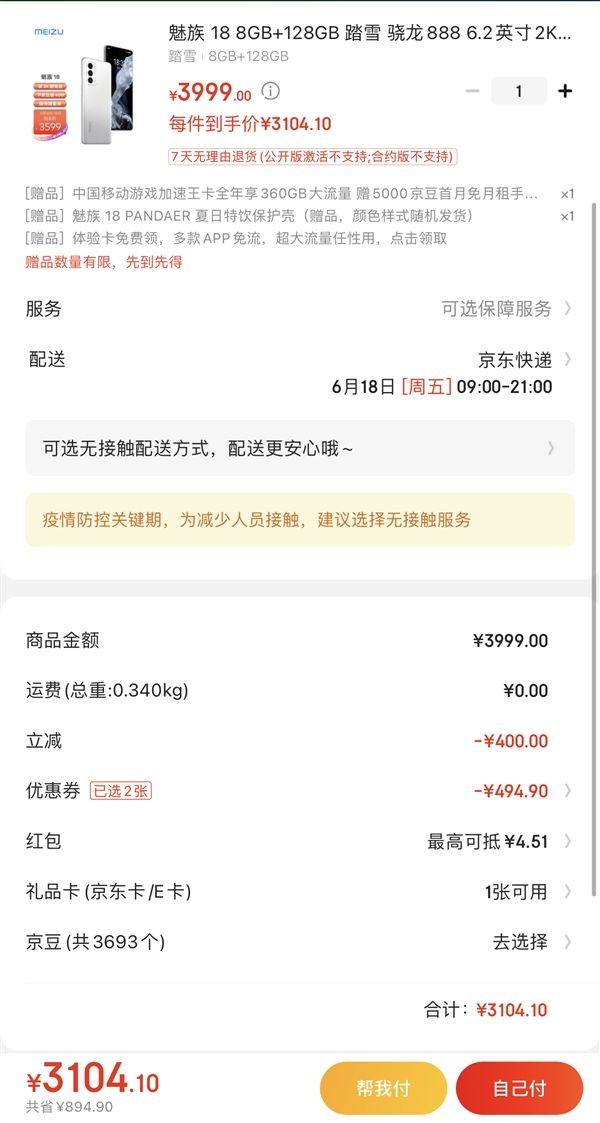 MEIZU
魅族 18
3599
魅族 18 8GB+128GB 踏雪 骁龙888 6.2英寸2K...
踏雪 8GB+128GB
¥3999.00
1
每件到手价¥3104.10
7天无理由退货(公开版激活不支持;合约版不支持)
[赠品] 中国移动游戏加速王卡全年享360GB大流量 赠5000京豆首月免月租手... ×1
[赠品] 魅族 18 PANDAER 夏日特饮保护壳（赠品，颜色样式随机发货） ×1
[赠品] 体验卡免费领，多款APP免流，超大流量任性用，点击领取
赠品数量有限，先到先得
服务 可选保障服务
配送 京东快递
6月18日 [周五] 09:00-21:00
可选无接触配送方式，配送更安心哦~
疫情防控关键期，为减少人员接触，建议选择无接触服务
商品金额 ¥3999.00
运费(总重:0.340kg) ¥0.00
立减 -¥400.00
优惠券 已选2张 -¥494.90
红包 最高可抵¥4.51
礼品卡(京东卡/E卡) 1张可用
京豆(共3693个) 去选择
合计：¥3104.10
¥3104.10
共省¥894.90
帮我付
自己付